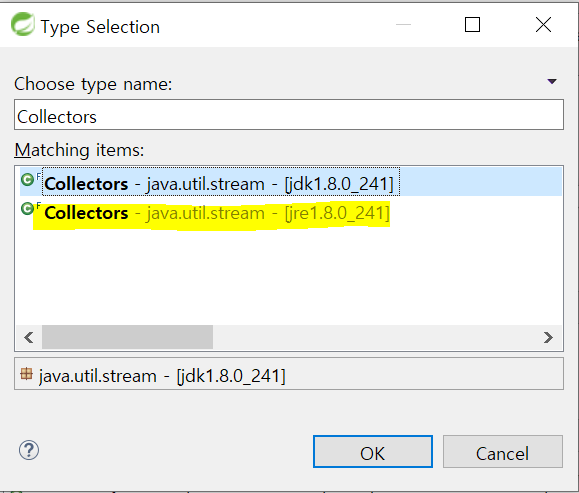 Type Selection
Choose type name:
Collectors
Matching items:
F Collectors - java.util.stream - [jdk1.8.0_241]
F Collectors - java.util.stream - [jre1.8.0_241]
java.util.stream - [jdk1.8.0_241]
OK Cancel